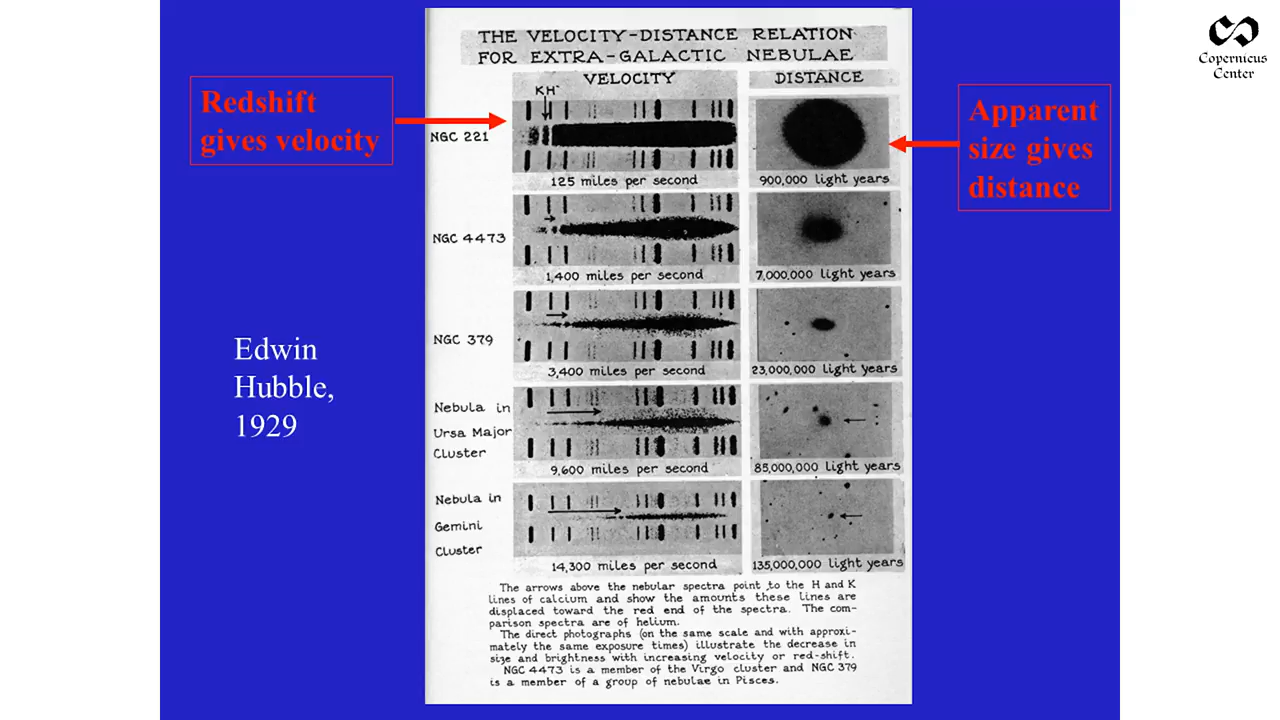 THE VELOCITY-DISTANCE RELATION
FOR EXTRA-GALACTIC NEBULAE
VELOCITY
DISTANCE
Redshift
gives velocity
Apparent
size gives
distance
Copernicus
Center
KH
NGC 221
125 miles per second
900,000 light years
NGC 4473
1,400 miles per second
7,000,000 light years
NGC 379
3,400 miles per second
23,000,000 light years
Edwin
Hubble,
1929
Nebula in
Ursa Major
Cluster
9,600 miles per second
85,000,000 light years
Nebula in
Gemini
Cluster
14,300 miles per second
135,000,000 light years
The arrows above the nebular spectra point to the H and K
lines of calcium and show the amounts these lines are
displaced toward the red end of the spectra. The com-
parison spectra are of helium.
The direct photographs (on the same scale and with approxi-
mately the same exposure times) illustrate the decrease in
size and brightness with increasing velocity or red-shift.
NGC 4473 is a member of the Virgo cluster and NGC 379
is a member of a group of nebulae in Pisces.